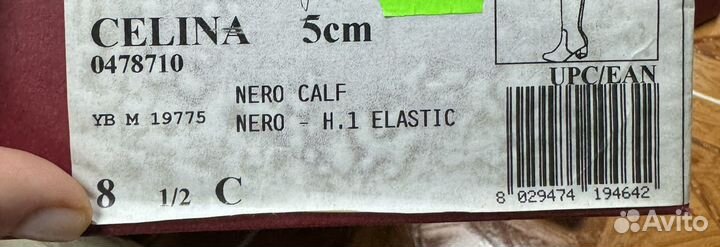 CELINA 5cm
0478710
UPC/EAN
NERO CALF
YB M 19775 NERO - H.1 ELASTIC
8 1/2 C
8 029474 194642
Avito